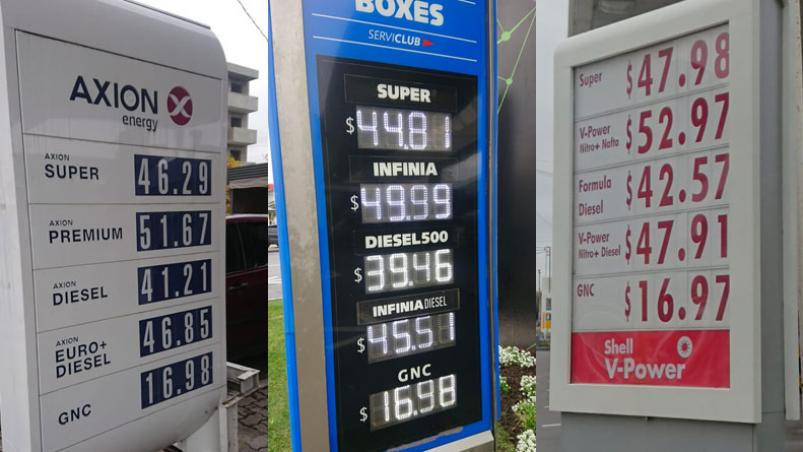 AXION
energy
AXION
SUPER 46.29
AXION
PREMIUM 51.67
AXION
DIESEL 41.21
AXION
EURO+
DIESEL 46.85
GNC 16.98
BOXES
SERVICLUB
SUPER
$44.81
INFINIA
$49.99
DIESEL500
$39.46
INFINIA DIESEL
$45.51
GNC
$16.98
Super $47.98
V-Power
Nitro+ Nafta $52.97
Formula
Diesel $42.57
V-Power
Nitro+ Diesel $47.91
GNC $16.97
Shell
V-Power